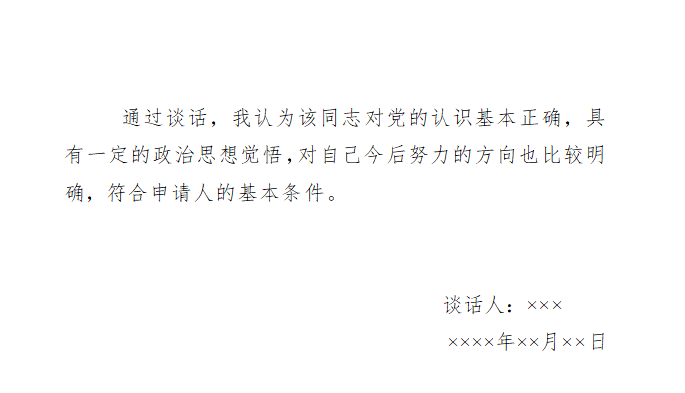 通过谈话，我认为该同志对党的认识基本正确，具
有一定的政治思想觉悟，对自己今后努力的方向也比较明
确，符合申请人的基本条件。
谈话人：×××
××××年××月××日